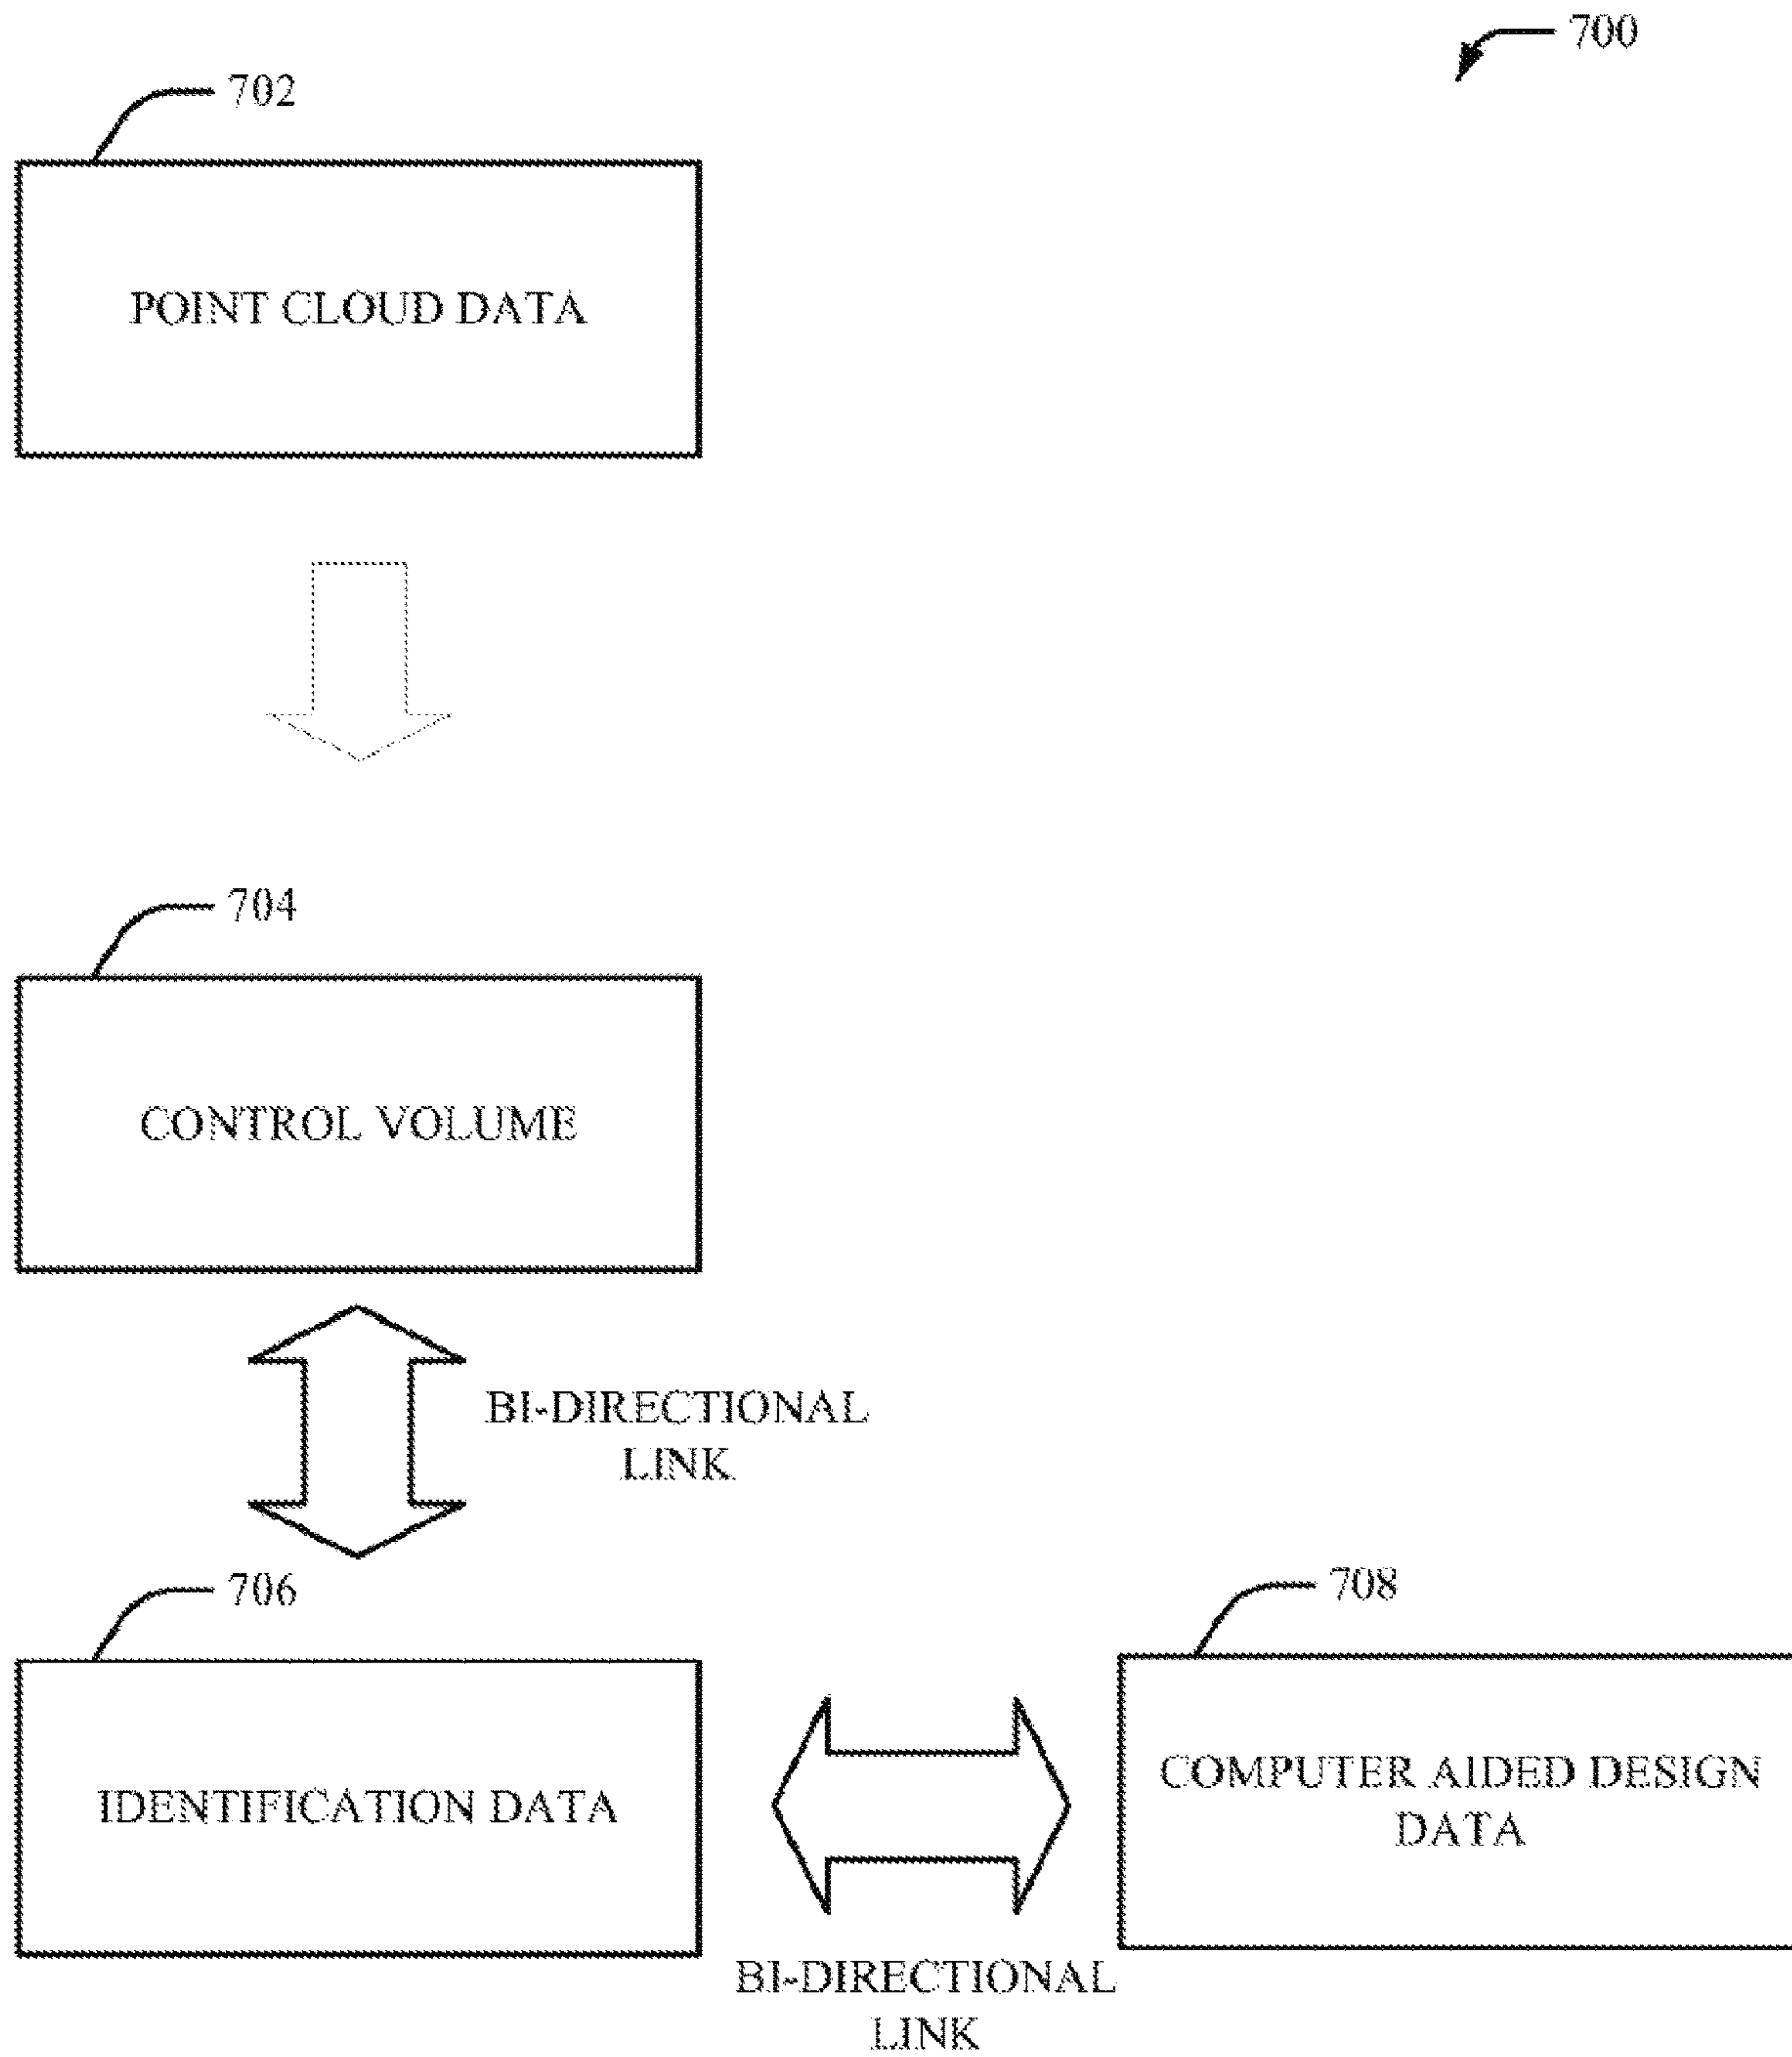 700
702
POINT CLOUD DATA
704
CONTROL VOLUME
BI-DIRECTIONAL
LINK
706
IDENTIFICATION DATA
708
COMPUTER AIDED DESIGN
DATA
BI-DIRECTIONAL
LINK